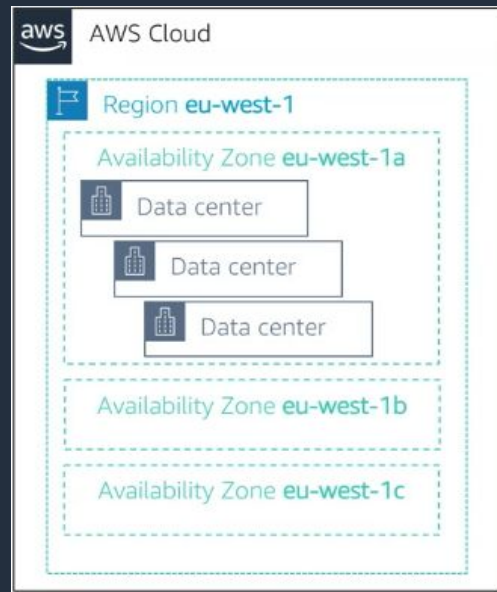 aws
AWS Cloud
Region eu-west-1
Availability Zone eu-west-1a
Data center
Data center
Data center
Availability Zone eu-west-1b
Availability Zone eu-west-1c